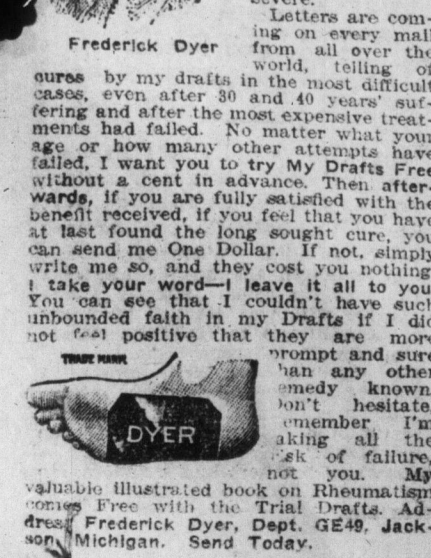 severe.
Letters are com-
ing on every mail
Frederick Dyer
from all over the
world, telling of
cures by my drafts in the most difficult
cases, even after 30 and 40 years' suf-
fering and after the most expensive treat-
ments had failed. No matter what your
age or how many other attempts have
failed, I want you to try My Drafts Free
without a cent in advance. Then after-
wards, if you are fully satisfied with the
benefit received, if you feel that you have
at last found the long sought cure, you
can send me One Dollar. If not, simply
write me so, and they cost you nothing.
I take your word—I leave it all to you
You can see that I couldn't have such
unbounded faith in my Drafts if I did
not feel positive that they are more
TRADE MARK
prompt and sure
than any other
remedy known
Don't hesitate
remember I'm
taking all the
DYER
risk of failure,
not you. My
valuable illustrated book on Rheumatism
comes Free with the Trial Drafts. Ad-
dress Frederick Dyer, Dept. GE49, Jack-
son, Michigan. Send Today.